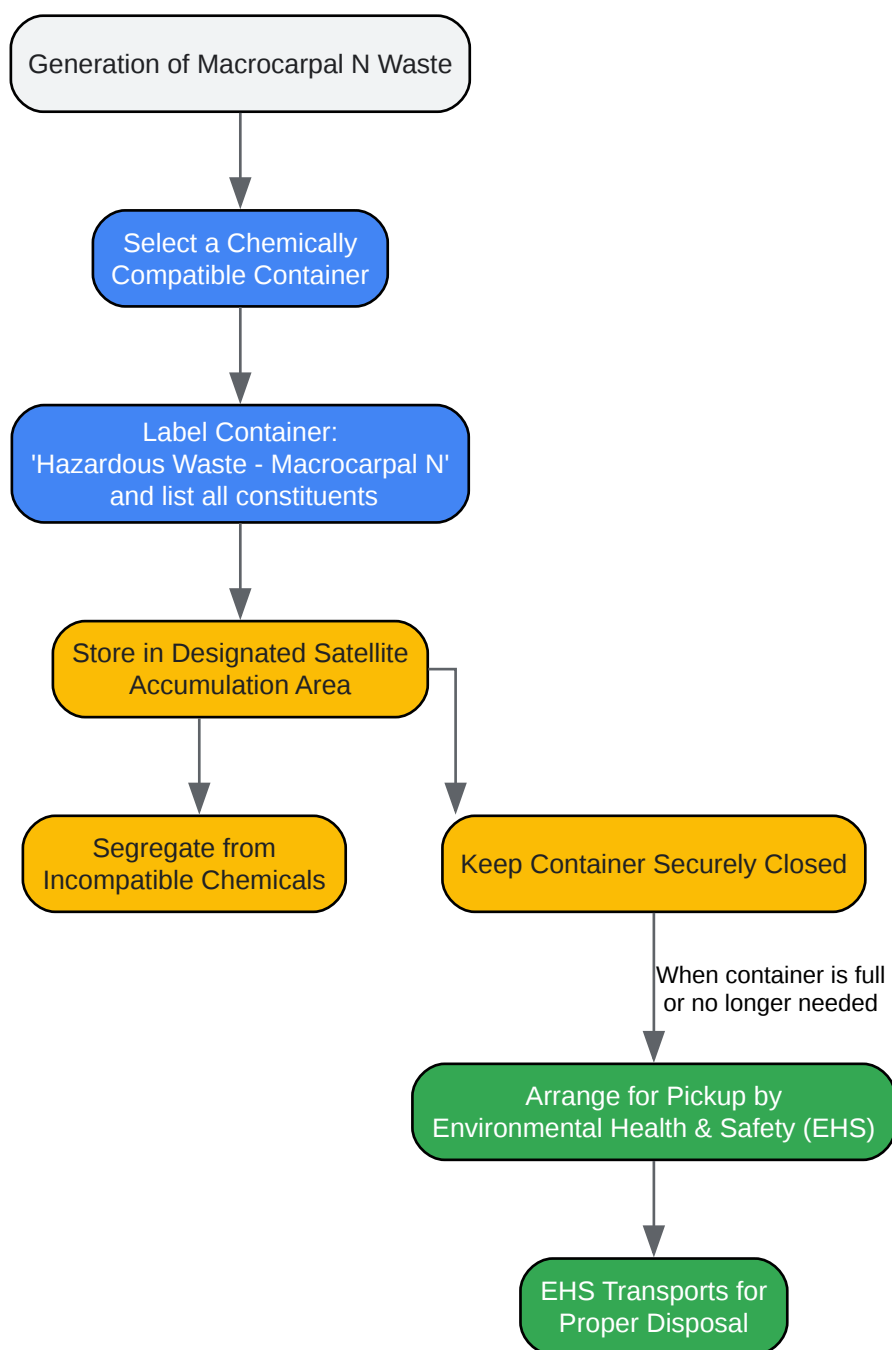 Generation of Macrocarpal N Waste
Select a Chemically
Compatible Container
Label Container:
'Hazardous Waste - Macrocarpal N'
and list all constituents
Store in Designated Satellite
Accumulation Area
Segregate from
Incompatible Chemicals
Keep Container Securely Closed
When container is full
or no longer needed
Arrange for Pickup by
Environmental Health & Safety (EHS)
EHS Transports for
Proper Disposal